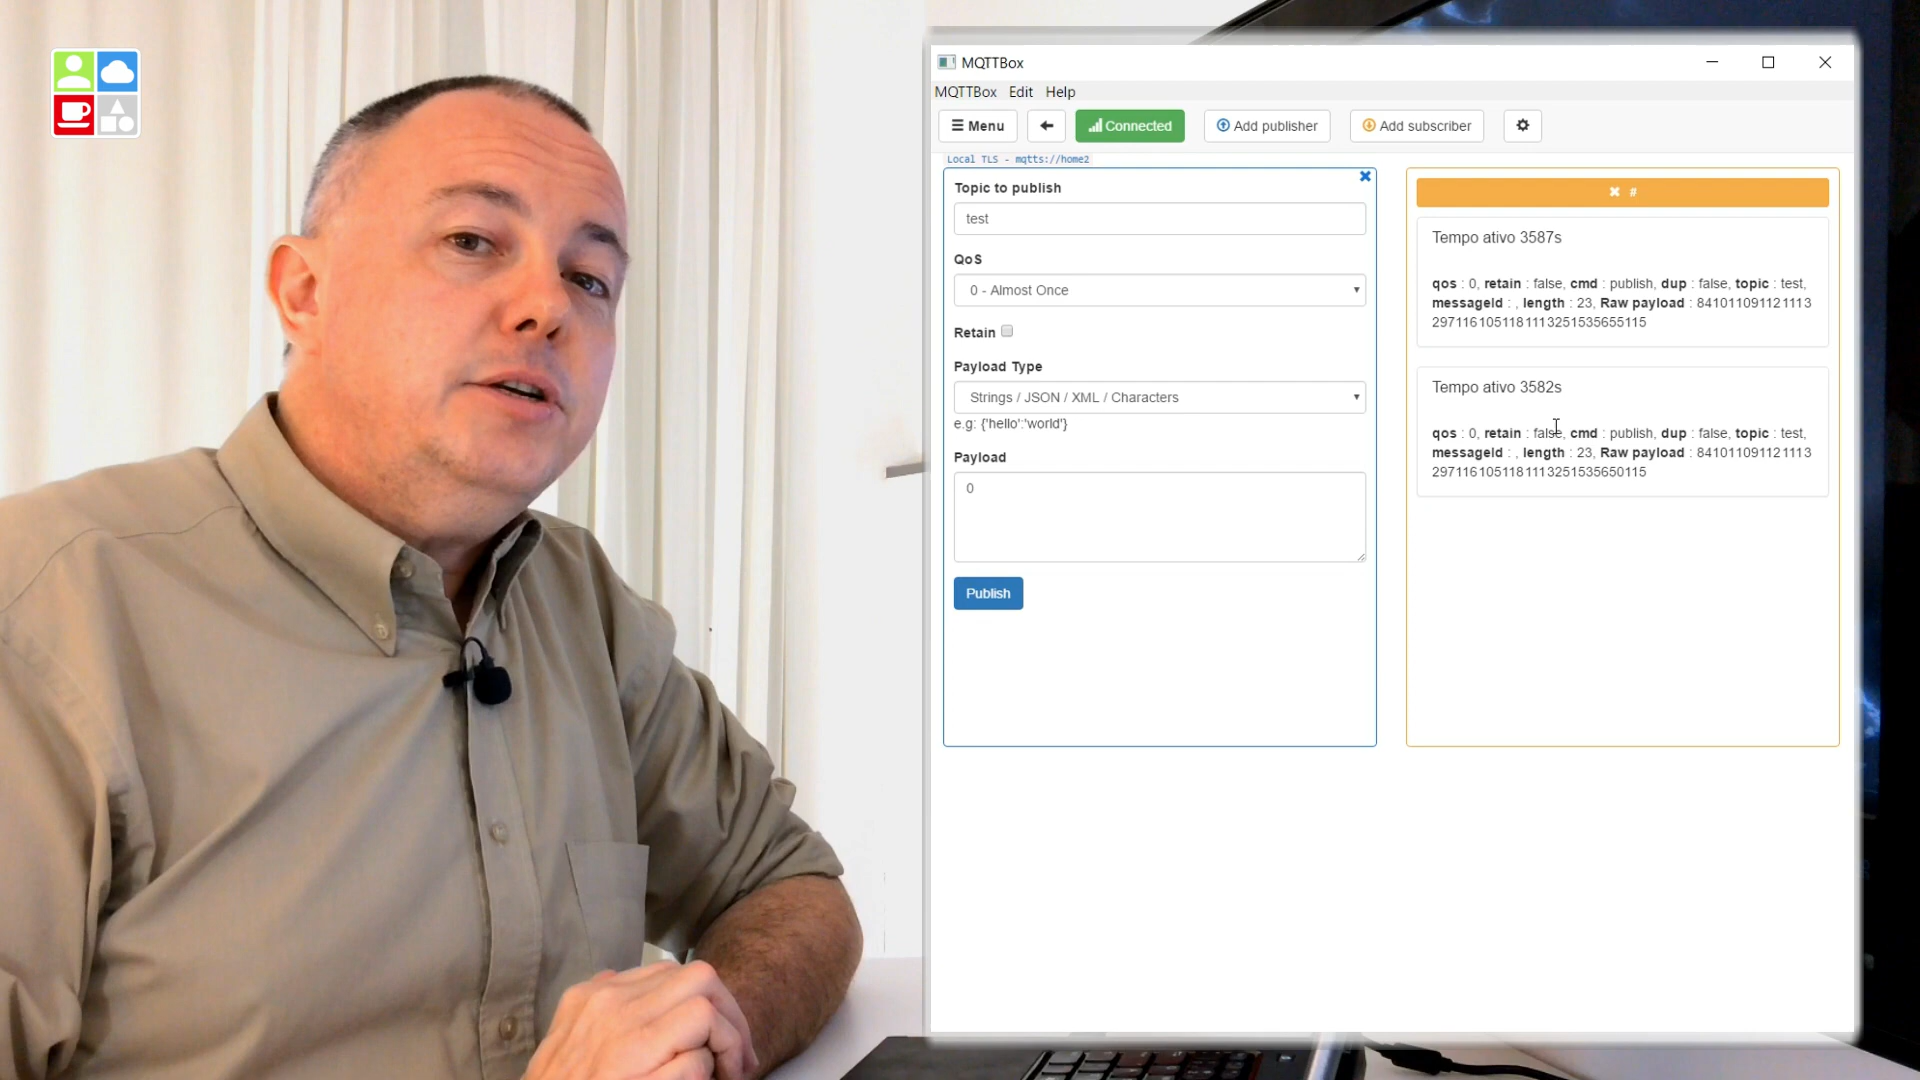 MQTTBox
MQTTBox Edit Help
Menu Connected Add publisher Add subscriber
Local TLS - mqtts://home2
Topic to publish
test
QoS
0 - Almost Once
Retain
Payload Type
Strings / JSON / XML / Characters
e.g: {'hello':'world'}
Payload
0
Publish
#
Tempo ativo 3587s
qos : 0, retain : false, cmd : publish, dup : false, topic : test,
messageId : , length : 23, Raw payload : 841011091121113
2971161051181113251535655115
Tempo ativo 3582s
qos : 0, retain : false, cmd : publish, dup : false, topic : test,
messageId : , length : 23, Raw payload : 841011091121113
2971161051181113251535650115